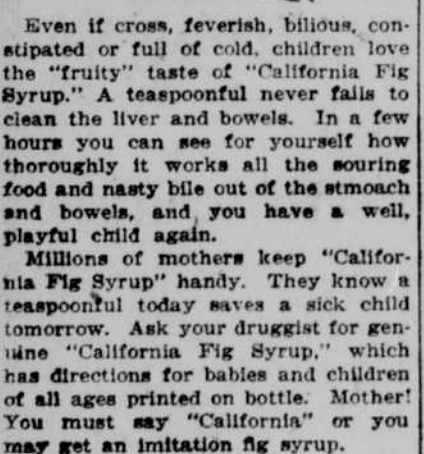 Even if cross, feverish, bilious, con-
stipated or full of cold, children love
the "fruity" taste of "California Fig
Syrup." A teaspoonful never fails to
clean the liver and bowels. In a few
hours you can see for yourself how
thoroughly it works all the souring
food and nasty bile out of the stmoach
and bowels, and you have a well,
playful child again.
Millions of mothers keep "Califor-
nia Fig Syrup" handy. They know a
teaspoonful today saves a sick child
tomorrow. Ask your druggist for gen-
uine "California Fig Syrup," which
has directions for babies and children
of all ages printed on bottle. Mother!
You must say "California" or you
may get an imitation fig syrup.